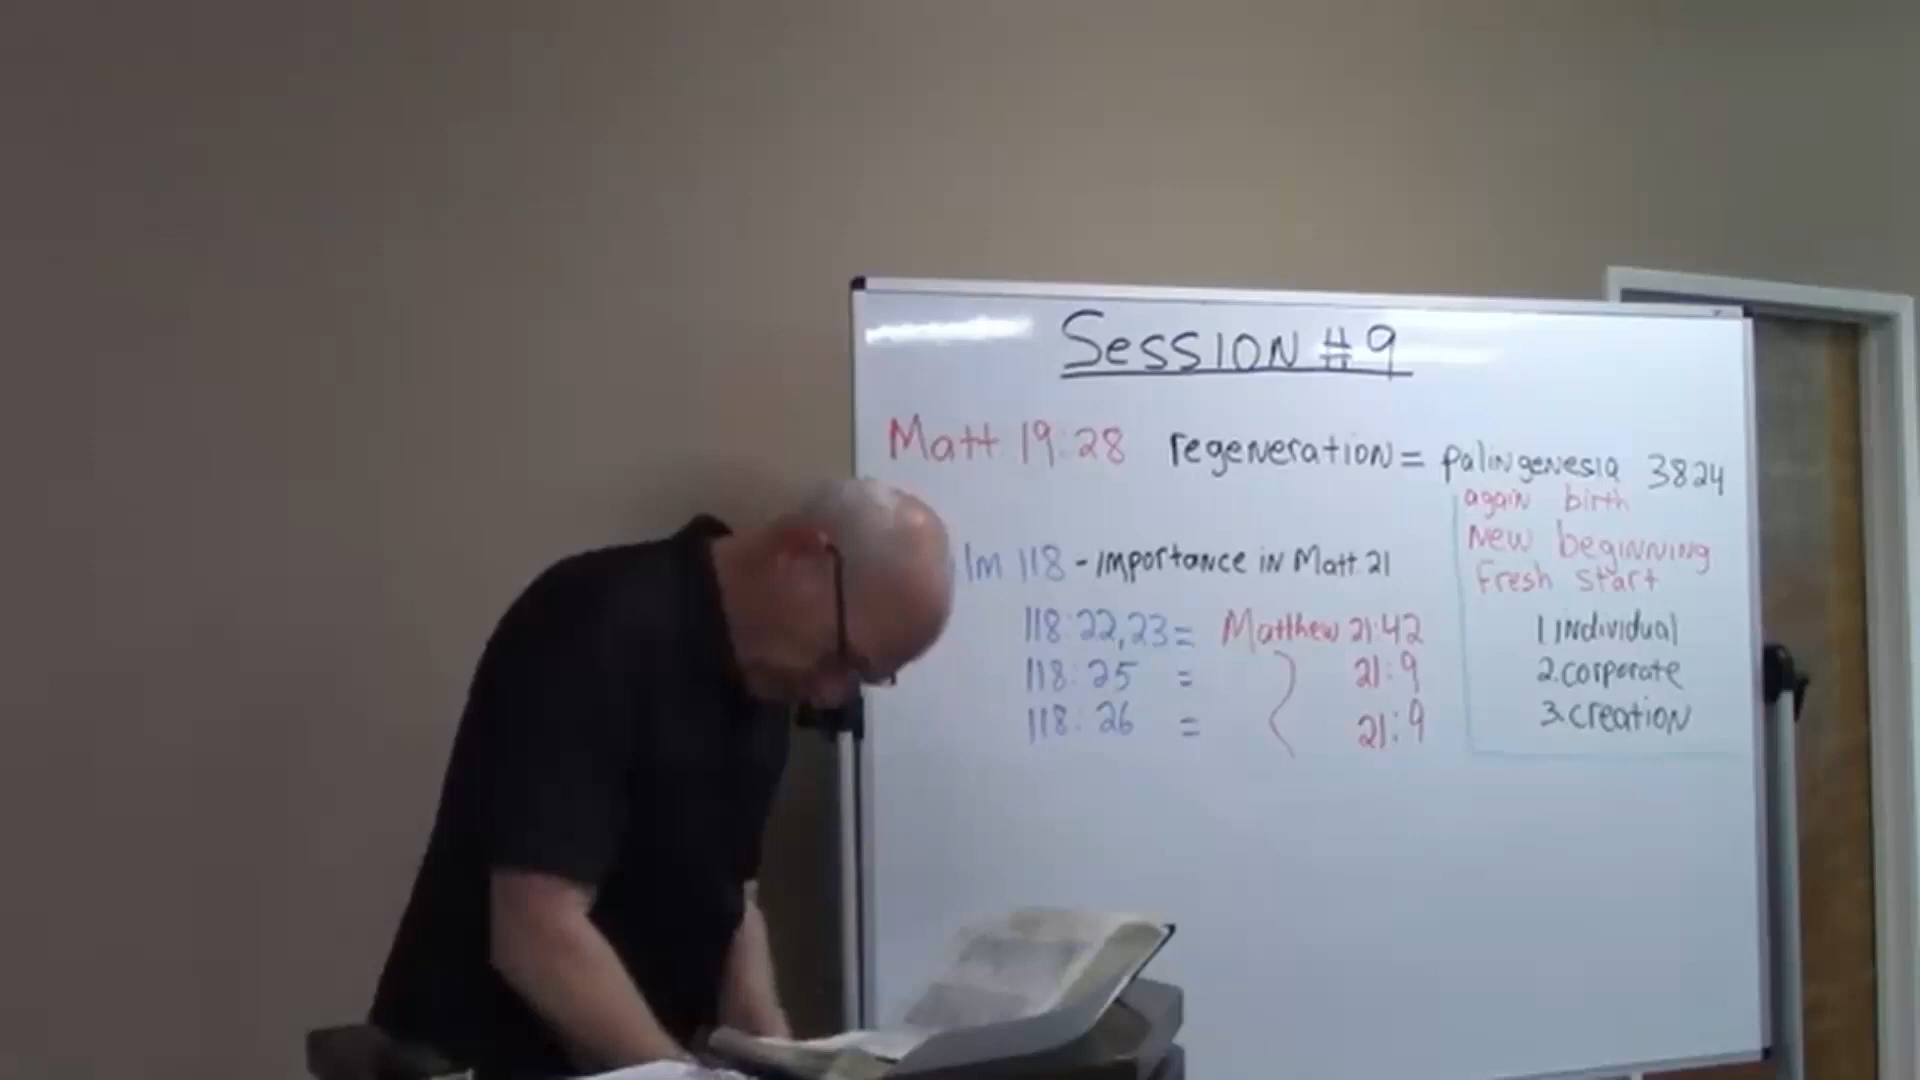 Session #9
Matt 19:28 regeneration = palingenesia 3824
again birth
New beginning
Fresh start
1 individual
2. corporate
3. creation
lm 118 - importance in Matt 21
118:22,23 = Matthew 21:42
118:25 = 21:9
118:26 = 21:9